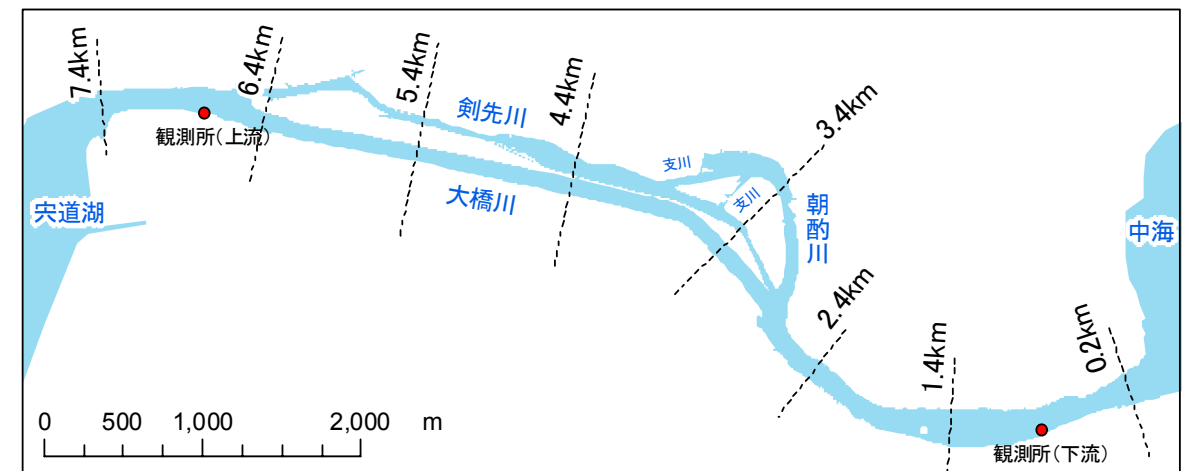 7.4km
6.4km
5.4km
4.4km
3.4km
2.4km
1.4km
0.2km
観測所(上流)
剣先川
支川
支川
朝酌川
大橋川
宍道湖
中海
観測所(下流)
0 500 1,000 2,000 m